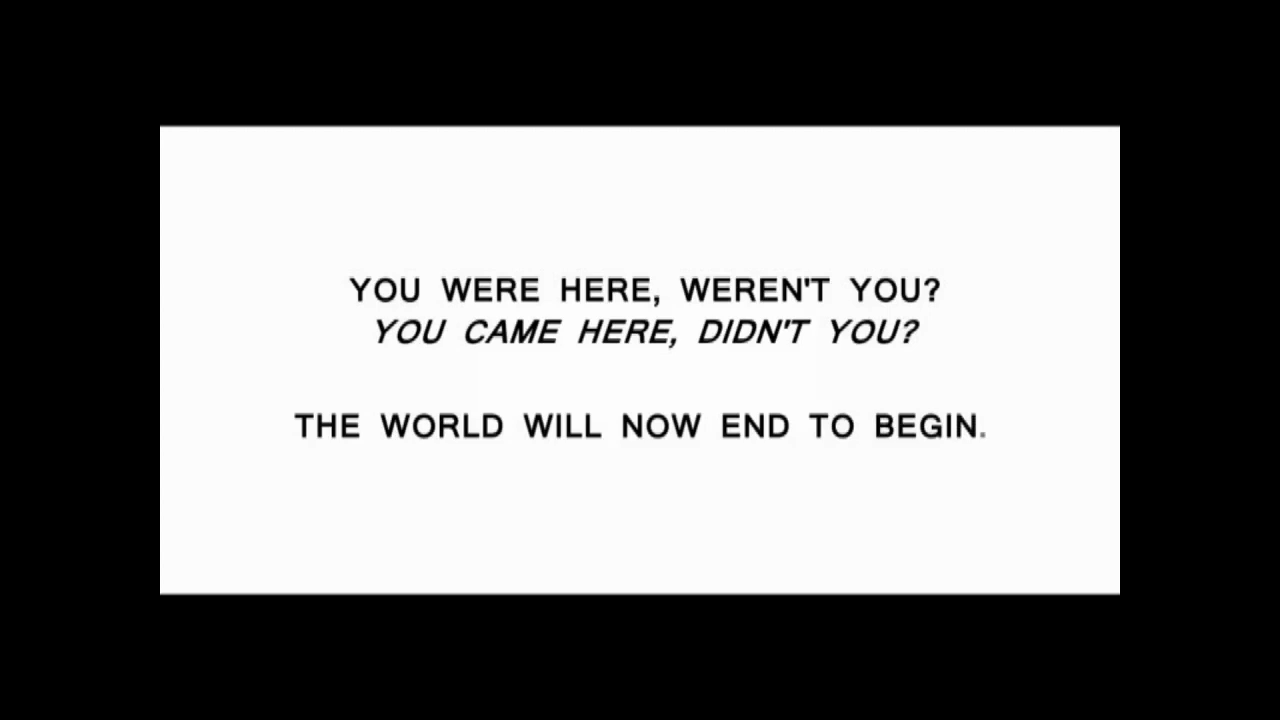 YOU WERE HERE, WEREN'T YOU?
YOU CAME HERE, DIDN'T YOU?
THE WORLD WILL NOW END TO BEGIN.